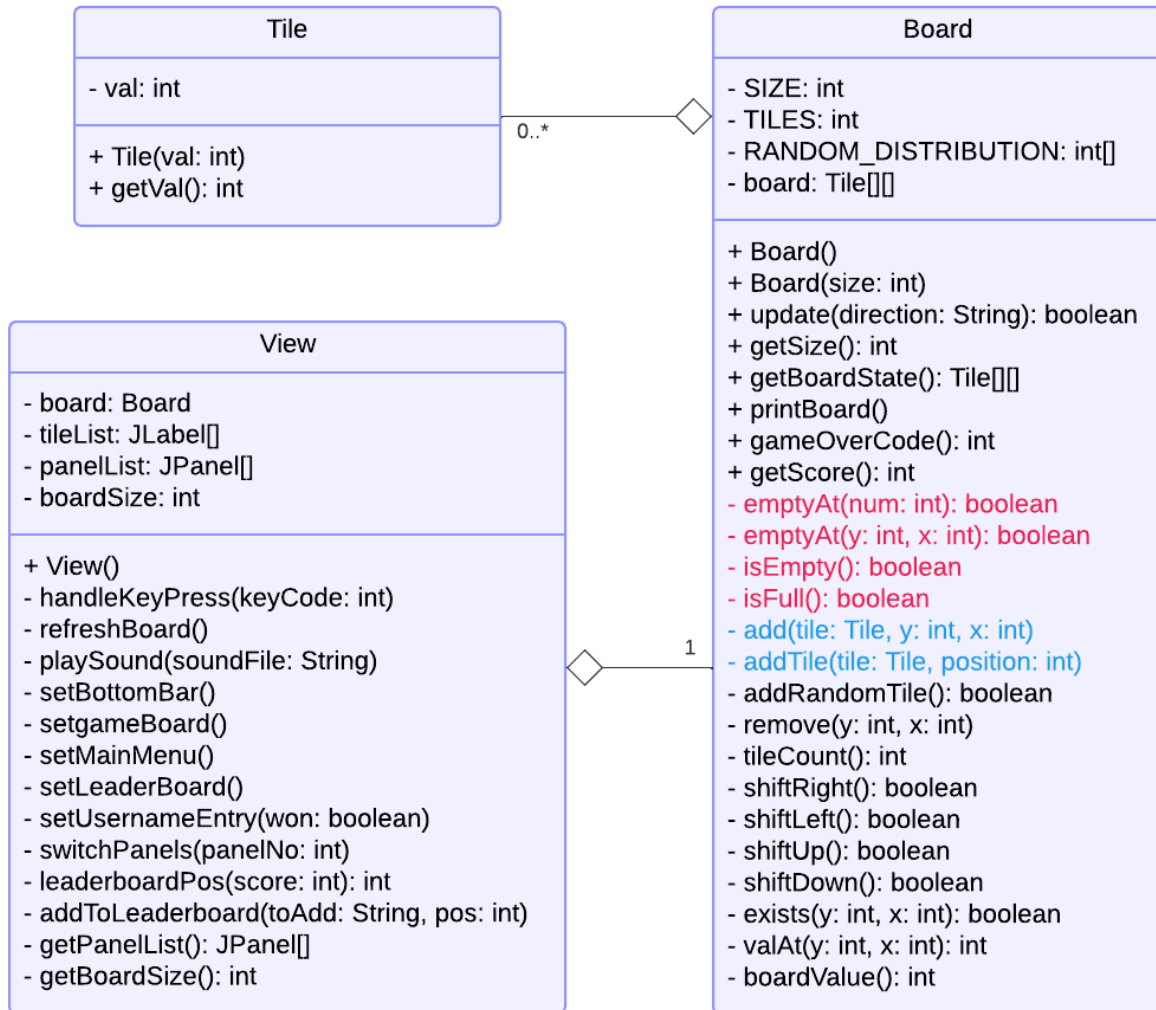 Tile
- val: int
+ Tile(val: int)
+ getVal(): int
0..*
Board
- SIZE: int
- TILES: int
- RANDOM_DISTRIBUTION: int[]
- board: Tile[][]
+ Board()
+ Board(size: int)
+ update(direction: String): boolean
+ getSize(): int
+ getBoardState(): Tile[][]
+ printBoard()
+ gameOverCode(): int
+ getScore(): int
- emptyAt(num: int): boolean
- emptyAt(y: int, x: int): boolean
- isEmpty(): boolean
- isFull(): boolean
- add(tile: Tile, y: int, x: int)
- addTile(tile: Tile, position: int)
- addRandomTile(): boolean
- remove(y: int, x: int)
- tileCount(): int
- shiftRight(): boolean
- shiftLeft(): boolean
- shiftUp(): boolean
- shiftDown(): boolean
- exists(y: int, x: int): boolean
- valAt(y: int, x: int): int
- boardValue(): int
View
- board: Board
- tileList: JLabel[]
- panelList: JPanel[]
- boardSize: int
+ View()
- handleKeyPress(keyCode: int)
- refreshBoard()
- playSound(soundFile: String)
- setBottomBar()
- setgameBoard()
- setMainMenu()
- setLeaderBoard()
- setUsernameEntry(won: boolean)
- switchPanels(panelNo: int)
- leaderboardPos(score: int): int
- addToLeaderboard(toAdd: String, pos: int)
- getPanelList(): JPanel[]
- getBoardSize(): int
1